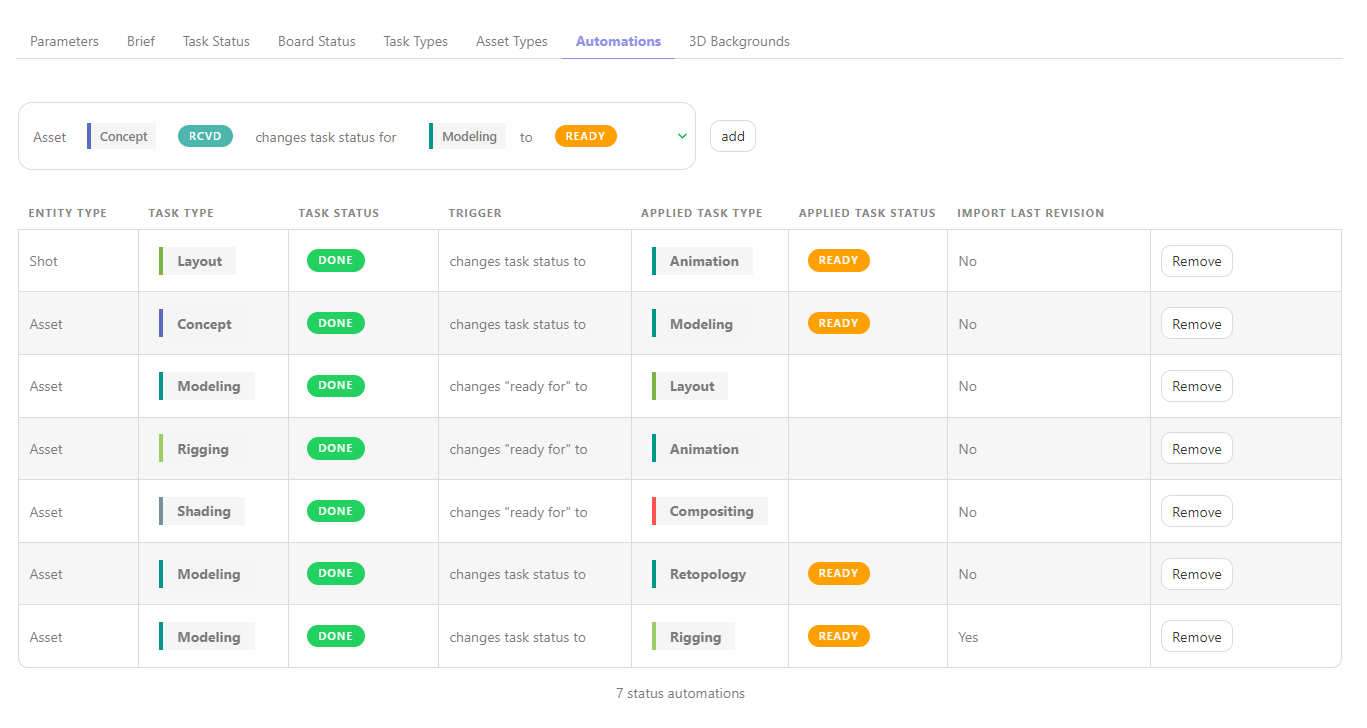 Parameters Brief Task Status Board Status Task Types Asset Types Automations 3D Backgrounds
Asset Concept RCVD changes task status for Modeling to READY add
ENTITY TYPE TASK TYPE TASK STATUS TRIGGER APPLIED TASK TYPE APPLIED TASK STATUS IMPORT LAST REVISION
Shot Layout DONE changes task status to Animation READY No Remove
Asset Concept DONE changes task status to Modeling READY No Remove
Asset Modeling DONE changes "ready for" to Layout No Remove
Asset Rigging DONE changes "ready for" to Animation No Remove
Asset Shading DONE changes "ready for" to Compositing No Remove
Asset Modeling DONE changes task status to Retopology READY No Remove
Asset Modeling DONE changes task status to Rigging READY Yes Remove
7 status automations